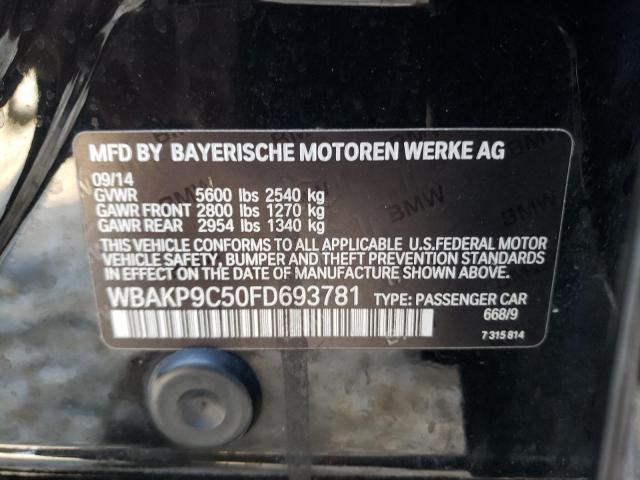 MFD BY BAYERISCHE MOTOREN WERKE AG
09/14
GVWR 5600 lbs 2540 kg
GAWR FRONT 2800 lbs 1270 kg
GAWR REAR 2954 lbs 1340 kg
THIS VEHICLE CONFORMS TO ALL APPLICABLE U.S.FEDERAL MOTOR
VEHICLE SAFETY, BUMPER AND THEFT PREVENTION STANDARDS
IN EFFECT ON THE DATE OF MANUFACTURE SHOWN ABOVE.
WBAKP9C50FD693781 TYPE: PASSENGER CAR
668/9
7 315 814